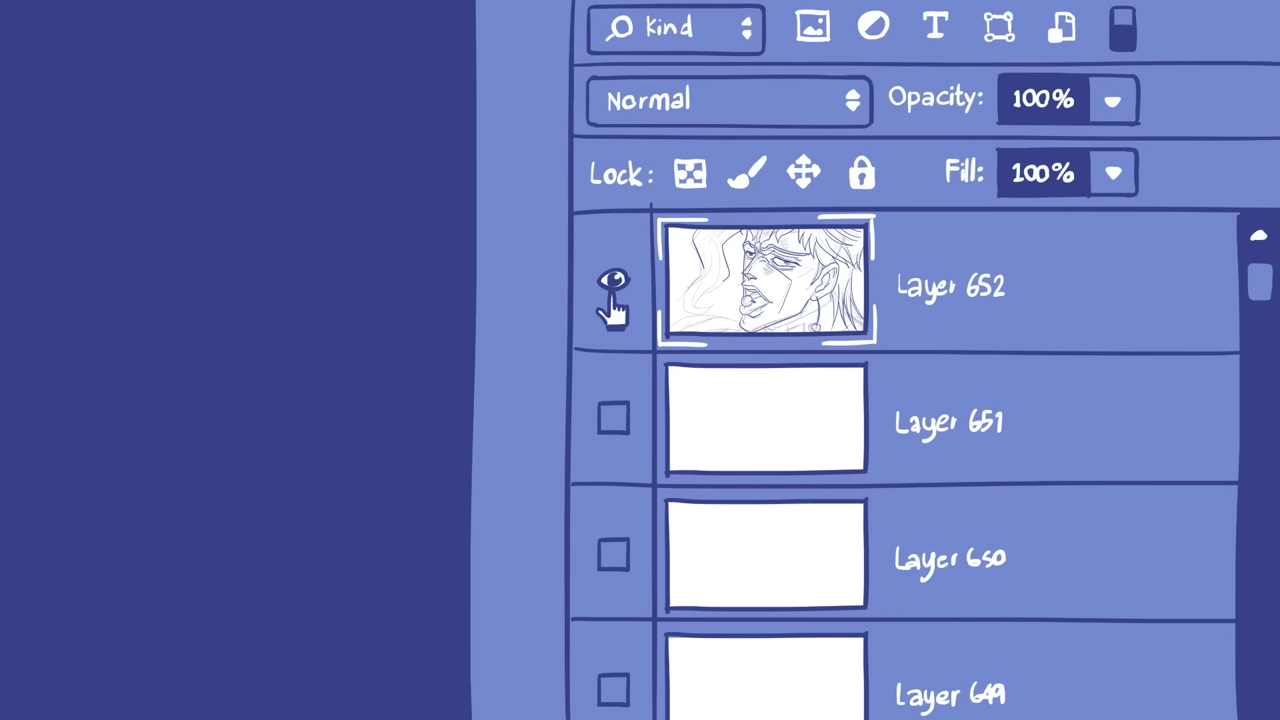 Kind
T
Normal
Opacity: 100%
Lock: Fill: 100%
Layer 652
Layer 651
Layer 650
Layer 649